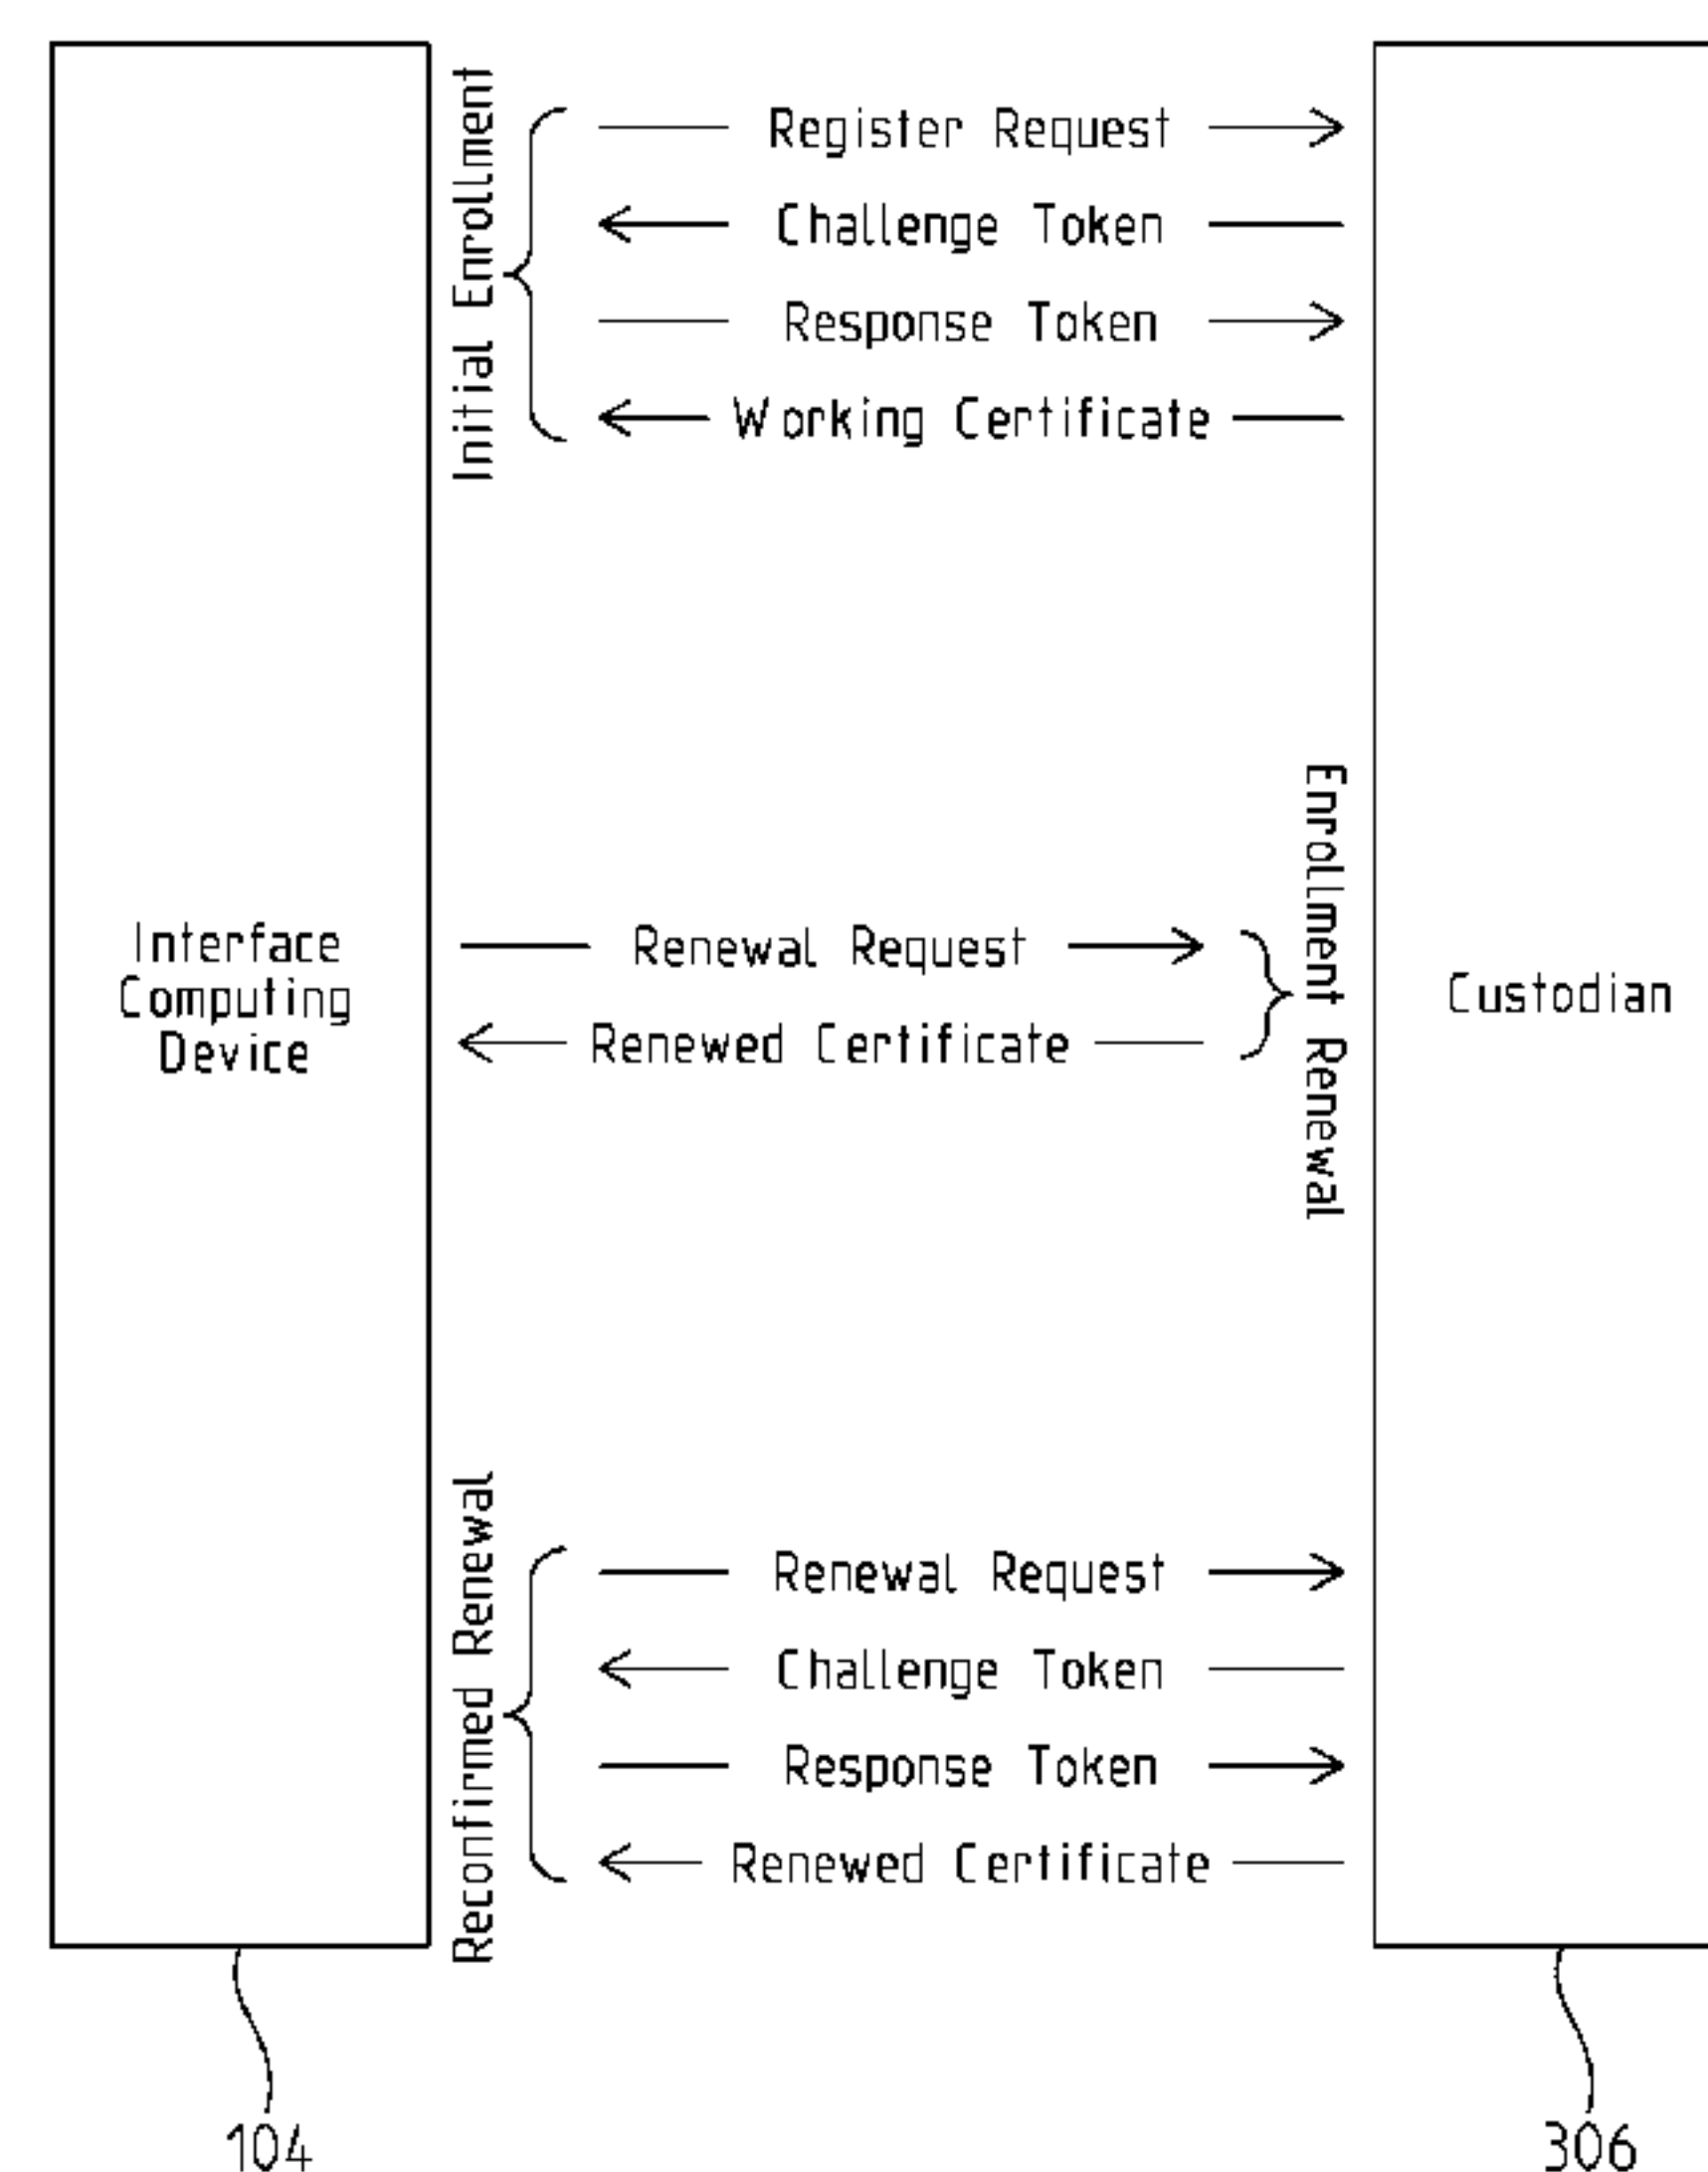 Initial Enrollment
Register Request
Challenge Token
Response Token
Working Certificate
Interface
Computing
Device
Renewal Request
Renewed Certificate
Enrollment Renewal
Custodian
Reconfirmed Renewal
Renewal Request
Challenge Token
Response Token
Renewed Certificate
104
306